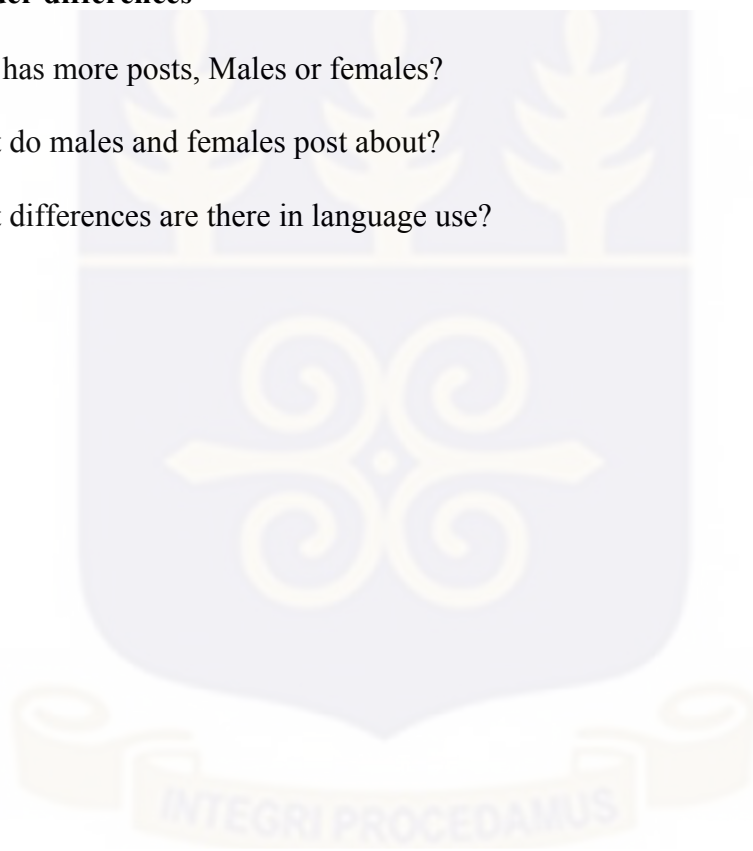 has more posts, Males or females?
do males and females post about?
differences are there in language use?
INTEGRI PROCEDAMUS